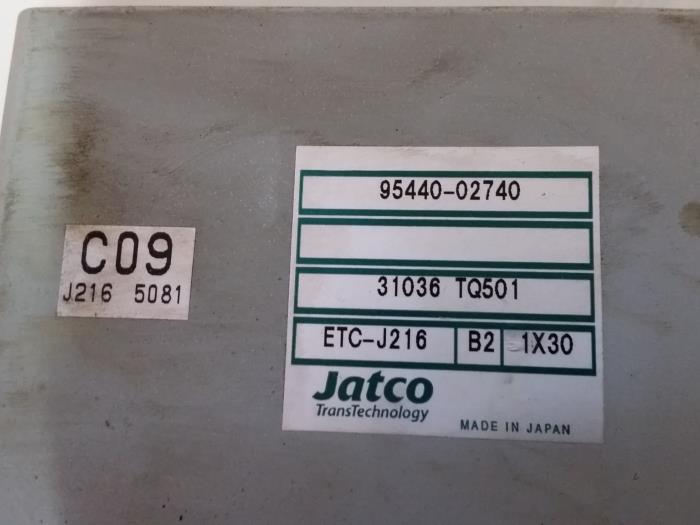 C09
J216 5081
95440-02740
31036 TQ501
ETC-J216 B2 1X30
Jatco
TransTechnology
MADE IN JAPAN